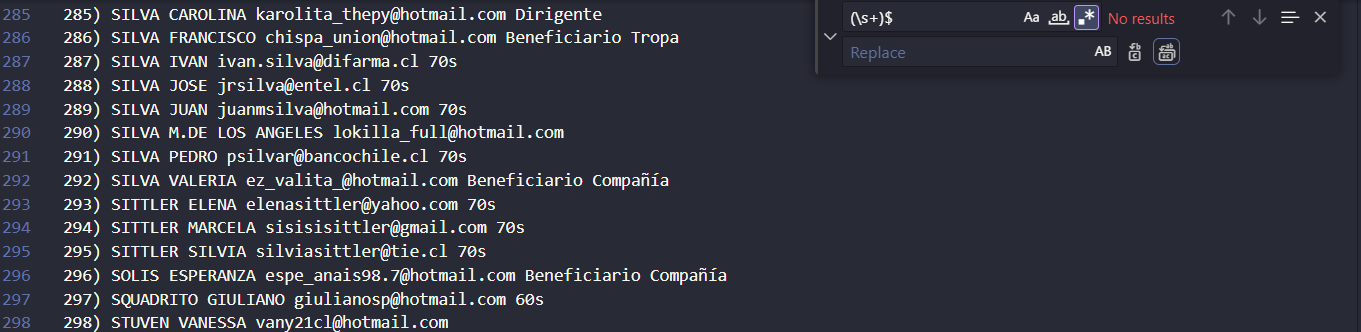 285 285) SILVA CAROLINA karolita_thepy@hotmail.com Dirigente
286 286) SILVA FRANCISCO chispa_union@hotmail.com Beneficiario Tropa
287 287) SILVA IVAN ivan.silva@difarma.cl 70s
288 288) SILVA JOSE jrsilva@entel.cl 70s
289 289) SILVA JUAN juanmsilva@hotmail.com 70s
290 290) SILVA M.DE LOS ANGELES lokilla_full@hotmail.com
291 291) SILVA PEDRO psilvar@bancochile.cl 70s
292 292) SILVA VALERIA ez_valita_@hotmail.com Beneficiario Compañía
293 293) SITTLER ELENA elenasittler@yahoo.com 70s
294 294) SITTLER MARCELA sisisisittler@gmail.com 70s
295 295) SITTLER SILVIA silviasittler@tie.cl 70s
296 296) SOLIS ESPERANZA espe_anais98.7@hotmail.com Beneficiario Compañía
297 297) SQUADRITO GIULIANO giulianosp@hotmail.com 60s
298 298) STUVEN VANESSA vany21cl@hotmail.com
(\s+)$ Aa ab .* No results
Replace AB